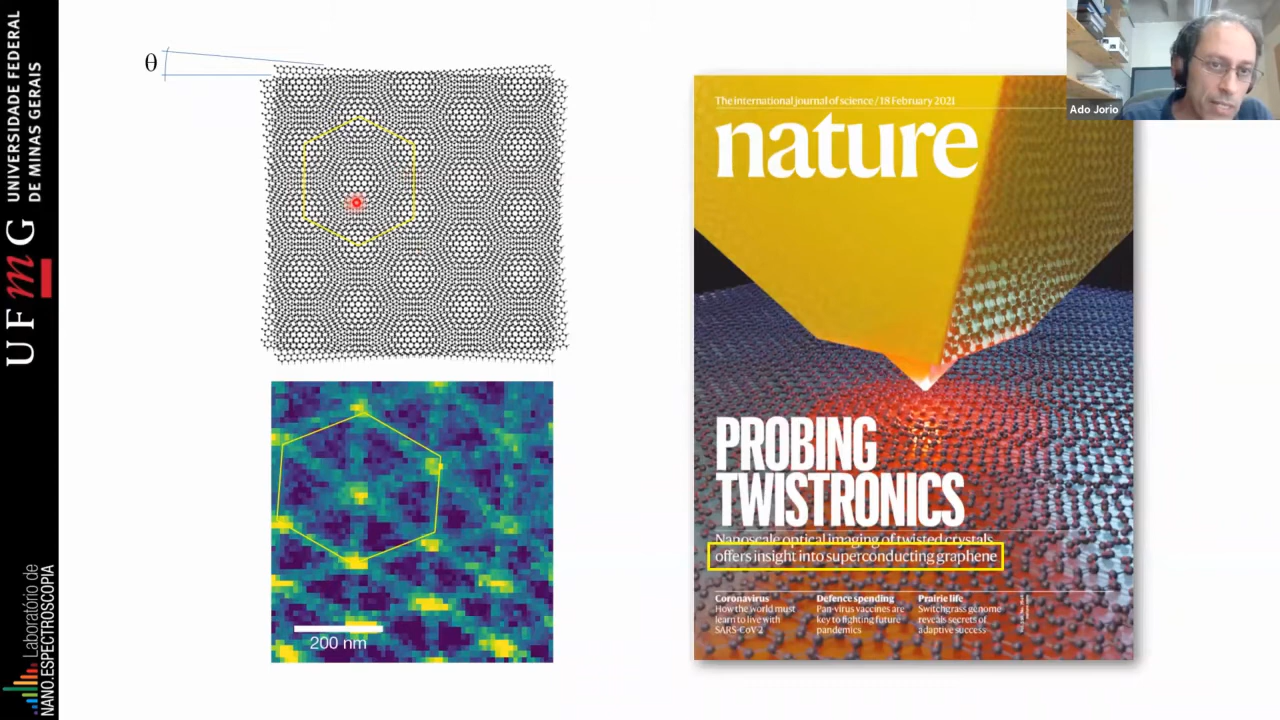 UNIVERSIDADE FEDERAL
DE MINAS GERAIS
UFmG
Laboratório de
NANO.ESPECTROSCOPIA
θ
200 nm
The international journal of science / 18 February 2021
nature
PROBING
TWISTRONICS
Nanoscale optical imaging of twisted crystals
offers insight into superconducting graphene
Coronavirus
How the world must
learn to live with
SARS-CoV-2
Defence spending
Pan-virus vaccines are
key to fighting future
pandemics
Prairie life
Switchgrass genome
reveals secrets of
adaptive success
Ado Jorio